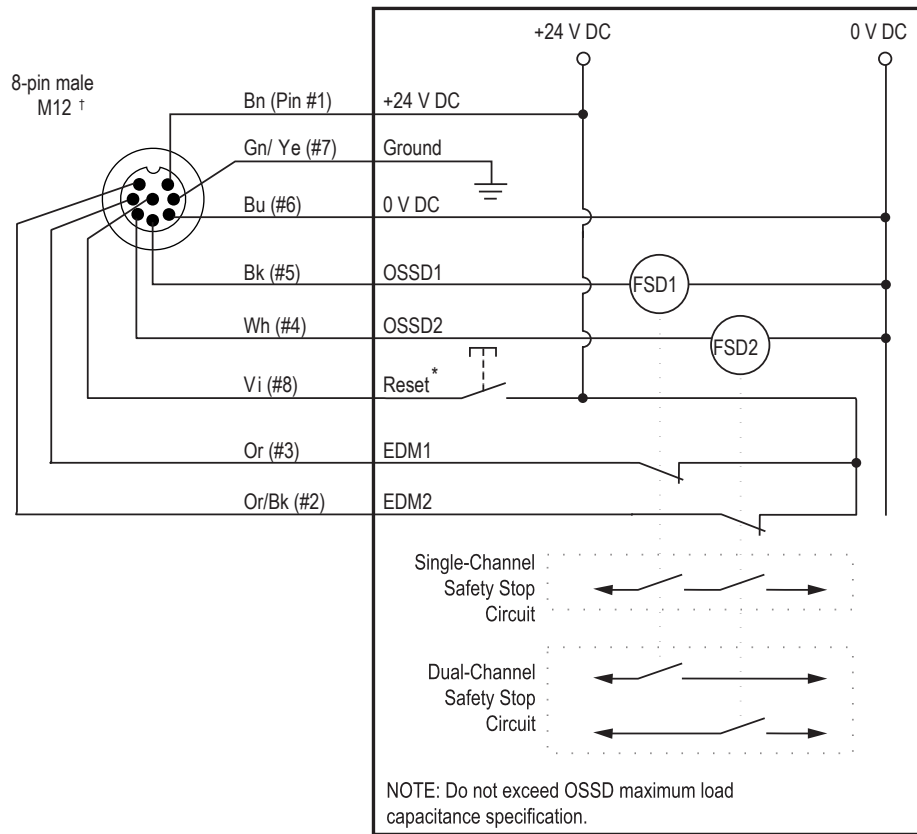 +24 V DC
0 V DC
8-pin male
M12 †
Bn (Pin #1)
+24 V DC
Gn/ Ye (#7)
Ground
Bu (#6)
0 V DC
Bk (#5)
OSSD1
FSD1
Wh (#4)
OSSD2
FSD2
Vi (#8)
Reset *
Or (#3)
EDM1
Or/Bk (#2)
EDM2
Single-Channel
Safety Stop
Circuit
Dual-Channel
Safety Stop
Circuit
NOTE: Do not exceed OSSD maximum load
capacitance specification.